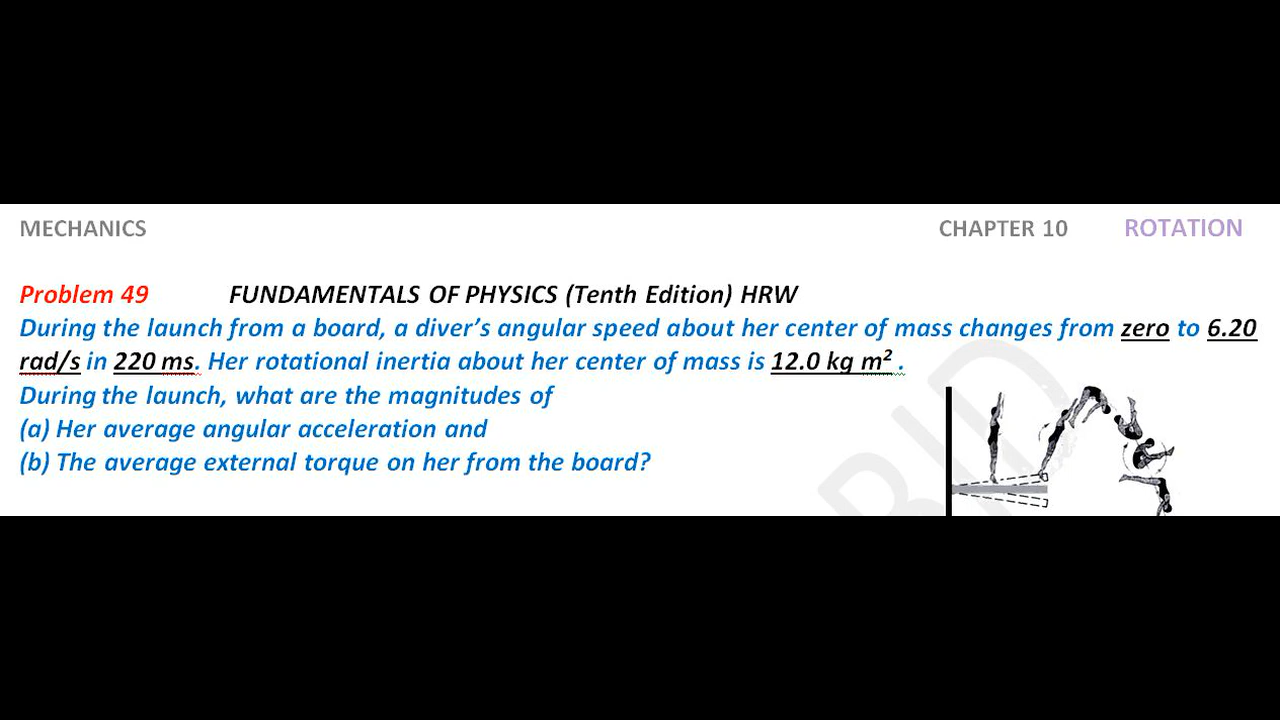 MECHANICS CHAPTER 10 ROTATION
Problem 49 FUNDAMENTALS OF PHYSICS (Tenth Edition) HRW
During the launch from a board, a diver's angular speed about her center of mass changes from zero to 6.20
rad/s in 220 ms. Her rotational inertia about her center of mass is 12.0 kg m² .
During the launch, what are the magnitudes of
(a) Her average angular acceleration and
(b) The average external torque on her from the board?